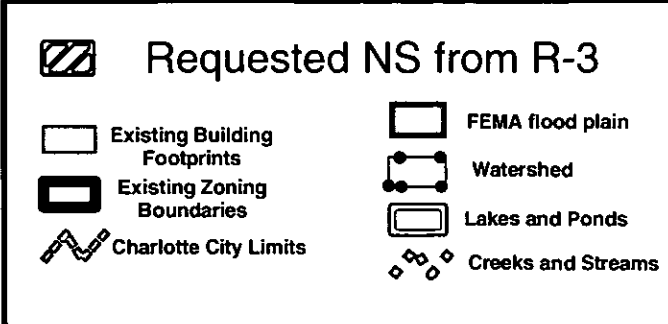 Requested NS from R-3
Existing Building
Footprints
Existing Zoning
Boundaries
Charlotte City Limits
FEMA flood plain
Watershed
Lakes and Ponds
Creeks and Streams